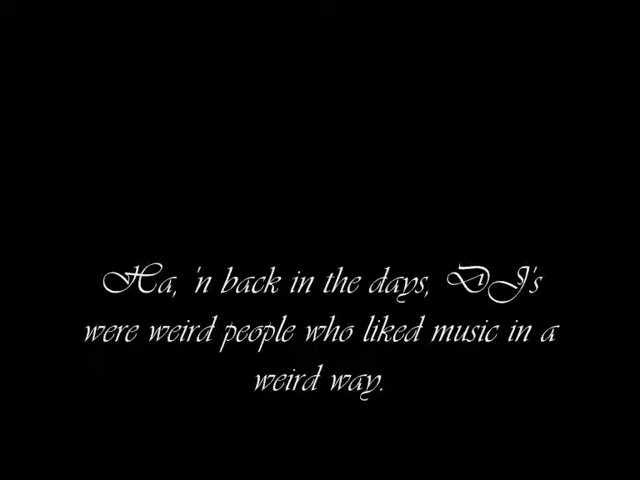 Ha, 'n back in the days, DJ's
were weird people who liked music in a
weird way.